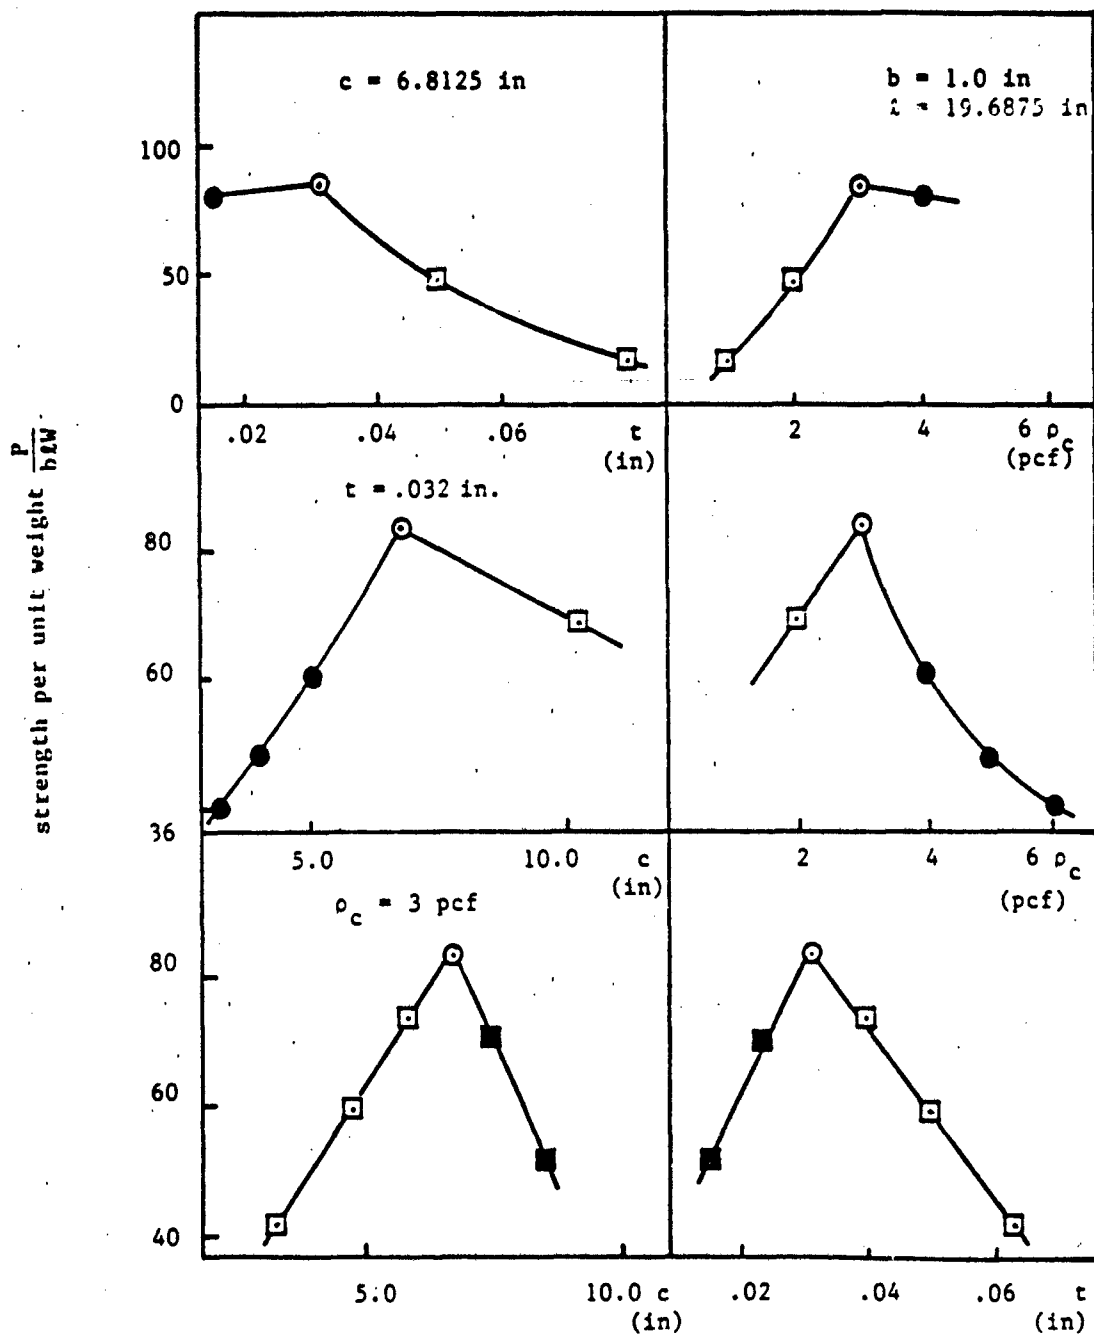 c = 6.8125 in
b = 1.0 in
ℓ = 19.6875 in
100
50
0
.02 .04 .06 t
(in)
2 4 6 ρc
(pcf)
strength per unit weight P/bℓW
t = .032 in.
80
60
36
5.0 10.0 c
(in)
2 4 6 ρc
(pcf)
ρc = 3 pcf
80
60
40
5.0 10.0 c
(in)
.02 .04 .06 t
(in)